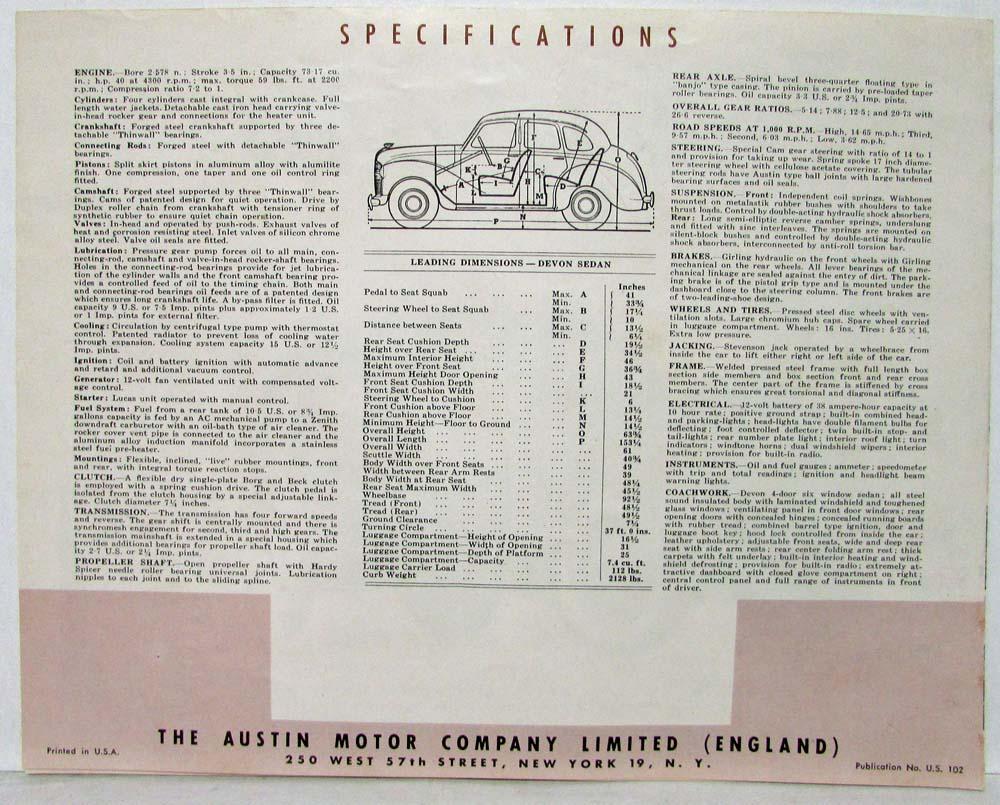 SPECIFICATIONS
ENGINE.—Bore 2·578 n.; Stroke 3·5 in.; Capacity 73·17 cu.
in.; h.p. 40 at 4300 r.p.m.; max. torque 59 lbs. ft. at 2200
r.p.m.; Compression ratio 7·2 to 1.
Cylinders: Four cylinders cast integral with crankcase. Full
length water jackets. Detachable cast iron head carrying valve-
in-head rocker gear and connections for the heater unit.
Crankshaft: Forged steel crankshaft supported by three de-
tachable "Thinwall" bearings.
Connecting Rods: Forged steel with detachable "Thinwall"
bearings.
Pistons: Split skirt pistons in aluminum alloy with alumilite
finish. One compression, one taper and one oil control ring
fitted.
Camshaft: Forged steel supported by three "Thinwall" bear-
ings. Cams of patented design for quiet operation. Drive by
Duplex roller chain from crankshaft with tensioner ring of
synthetic rubber to ensure quiet chain operation.
Valves: In-head and operated by push-rods. Exhaust valves of
heat and corrosion resisting steel. Inlet valves of silicon chrome
alloy steel. Valve oil seals are fitted.
Lubrication: Pressure gear pump forces oil to all main, con-
necting-rod, camshaft and valve-in-head rocker-shaft bearings.
Holes in the connecting-rod bearings provide for jet lubrica-
tion of the cylinder walls and the front camshaft bearing pro-
vides a controlled feed of oil to the timing chain. Both main
and connecting-rod bearings oil feeds are of a patented design
which ensures long crankshaft life. A by-pass filter is fitted. Oil
capacity 9 U.S. or 7·5 Imp. pints plus approximately 1·2 U.S.
or 1 Imp. pints for external filter.
Cooling: Circulation by centrifugal type pump with thermostat
control. Patented radiator to prevent loss of cooling water
through expansion. Cooling system capacity 15 U.S. or 12½
Imp. pints.
Ignition: Coil and battery ignition with automatic advance
and retard and additional vacuum control.
Generator: 12-volt fan ventilated unit with compensated volt-
age control.
Starter: Lucas unit operated with manual control.
Fuel System: Fuel from a rear tank of 10·5 U.S. or 8¾ Imp.
gallons capacity is fed by an AC mechanical pump to a Zenith
downdraft carburetor with an oil-bath type of air cleaner. The
rocker cover vent pipe is connected to the air cleaner and the
aluminum alloy induction manifold incorporates a stainless
steel fuel pre-heater.
Mountings: Flexible, inclined, "live" rubber mountings, front
and rear, with integral torque reaction stops.
CLUTCH.—A flexible dry single-plate Borg and Beck clutch
is employed with a spring cushion drive. The clutch pedal is
isolated from the clutch housing by a special adjustable link-
age. Clutch diameter 7¼ inches.
TRANSMISSION.—The transmission has four forward speeds
and reverse. The gear shift is centrally mounted and there is
synchromesh engagement for second, third and high gears. The
transmission mainshaft is extended in a special housing which
provides additional bearings for propeller shaft load. Oil capac-
ity 2·7 U.S. or 2¼ Imp. pints.
PROPELLER SHAFT.—Open propeller shaft with Hardy
Spicer needle roller bearing universal joints. Lubrication
nipples to each joint and to the sliding spline.
LEADING DIMENSIONS — DEVON SEDAN
Inches
Pedal to Seat Squab ... ... ... Max. A 41
Min. 33¾
Steering Wheel to Seat Squab ... Max. B 17¼
Min. 10
Distance between Seats ... Max. C 13½
Min. 6¼
Rear Seat Cushion Depth ... D 19½
Height over Rear Seat ... E 34½
Maximum Interior Height ... F 46
Height over Front Seat ... G 36¾
Maximum Height Door Opening ... H 43
Front Seat Cushion Depth ... I 18½
Front Seat Cushion Width ... 21
Steering Wheel to Cushion ... K 6
Front Cushion above Floor ... L 13¼
Rear Cushion above Floor ... M 14½
Minimum Height—Floor to Ground ... N 14½
Overall Height ... O 63¾
Overall Length ... P 153¼
Overall Width ... 61
Scuttle Width ... 40¾
Body Width over Front Seats ... 49
Width between Rear Arm Rests ... 39
Body Width at Rear Seat ... 48¼
Rear Seat Maximum Width ... 45½
Wheelbase ... 92½
Tread (Front) ... 48½
Tread (Rear) ... 49½
Ground Clearance ... 7¼
Turning Circle ... 37 ft. 0 ins.
Luggage Compartment—Height of Opening ... 16½
Luggage Compartment—Width of Opening ... 31
Luggage Compartment—Depth of Platform ... 25
Luggage Compartment—Capacity ... 7.4 cu. ft.
Luggage Carrier Load ... 112 lbs.
Curb Weight ... 2128 lbs.
REAR AXLE.—Spiral bevel three-quarter floating type in
"banjo" type casing. The pinion is carried by pre-loaded taper
roller bearings. Oil capacity 3·3 U.S. or 2¾ Imp. pints.
OVERALL GEAR RATIOS.—5·14; 7·88; 12·5; and 20·73 with
26·6 reverse.
ROAD SPEEDS AT 1,000 R.P.M.—High, 14·65 m.p.h.; Third,
9·57 m.p.h.; Second, 6·03 m.p.h.; Low, 3·62 m.p.h.
STEERING.—Special Cam gear steering with ratio of 14 to 1
and provision for taking up wear. Spring spoke 17 inch diame-
ter steering wheel with cellulose acetate covering. The tubular
steering rods have Austin type ball joints with large hardened
bearing surfaces and oil seals.
SUSPENSION.—Front: Independent coil springs. Wishbones
mounted on metalastik rubber bushes with shoulders to take
thrust loads. Control by double-acting hydraulic shock absorbers,
Rear: Long semi-elliptic reverse camber springs, underslung
and fitted with sine interleaves. The springs are mounted on
silent-block bushes and controlled by double-acting hydraulic
shock absorbers, interconnected by anti-roll torsion bar.
BRAKES.—Girling hydraulic on the front wheels with Girling
mechanical on the rear wheels. All lever bearings of the me-
chanical linkage are sealed against the entry of dirt. The park-
ing brake is of the pistol grip type and is mounted under the
dashboard close to the steering column. The front brakes are
of two-leading-shoe design.
WHEELS AND TIRES.—Pressed steel disc wheels with ven-
tilation slots. Large chromium hub caps. Spare wheel carried
in luggage compartment. Wheels: 16 ins. Tires: 5·25 × 16.
Extra low pressure.
JACKING.—Stevenson jack operated by a wheelbrace from
inside the car to lift either right or left side of the car.
FRAME.—Welded pressed steel frame with full length box
section side members and box section front and rear cross
members. The center part of the frame is stiffened by cross
bracing which ensures great torsional and diagonal stiffness.
ELECTRICAL.—12-volt battery of 38 ampere-hour capacity at
10 hour rate; positive ground strap; built-in combined head-
and parking-lights; head-lights have double filament bulbs for
deflecting; foot controlled deflector; twin built-in stop- and
tail-lights; rear number plate light; interior roof light; turn
indicators; windtone horns; dual windshield wipers; interior
heating; provision for built-in radio.
INSTRUMENTS.—Oil and fuel gauges; ammeter; speedometer
with trip and total readings; ignition and headlight beam
warning lights.
COACHWORK.—Devon 4-door six window sedan; all steel
sound insulated body with laminated windshield and toughened
glass windows; ventilating panel in front door windows; rear
opening doors with concealed hinges; concealed running boards
with rubber tread; combined barrel type ignition, door and
luggage boot key; hood lock controlled from inside the car;
leather upholstery; adjustable front seats, wide and deep rear
seat with side arm rests; rear center folding arm rest; thick
carpets with felt underlay; built-in interior heating and wind-
shield defrosting; provision for built-in radio; extremely at-
tractive dashboard with closed glove compartment on right;
central control panel and full range of instruments in front
of driver.
THE AUSTIN MOTOR COMPANY LIMITED (ENGLAND)
250 WEST 57th STREET, NEW YORK 19, N. Y.
Printed in U.S.A.
Publication No. U.S. 102